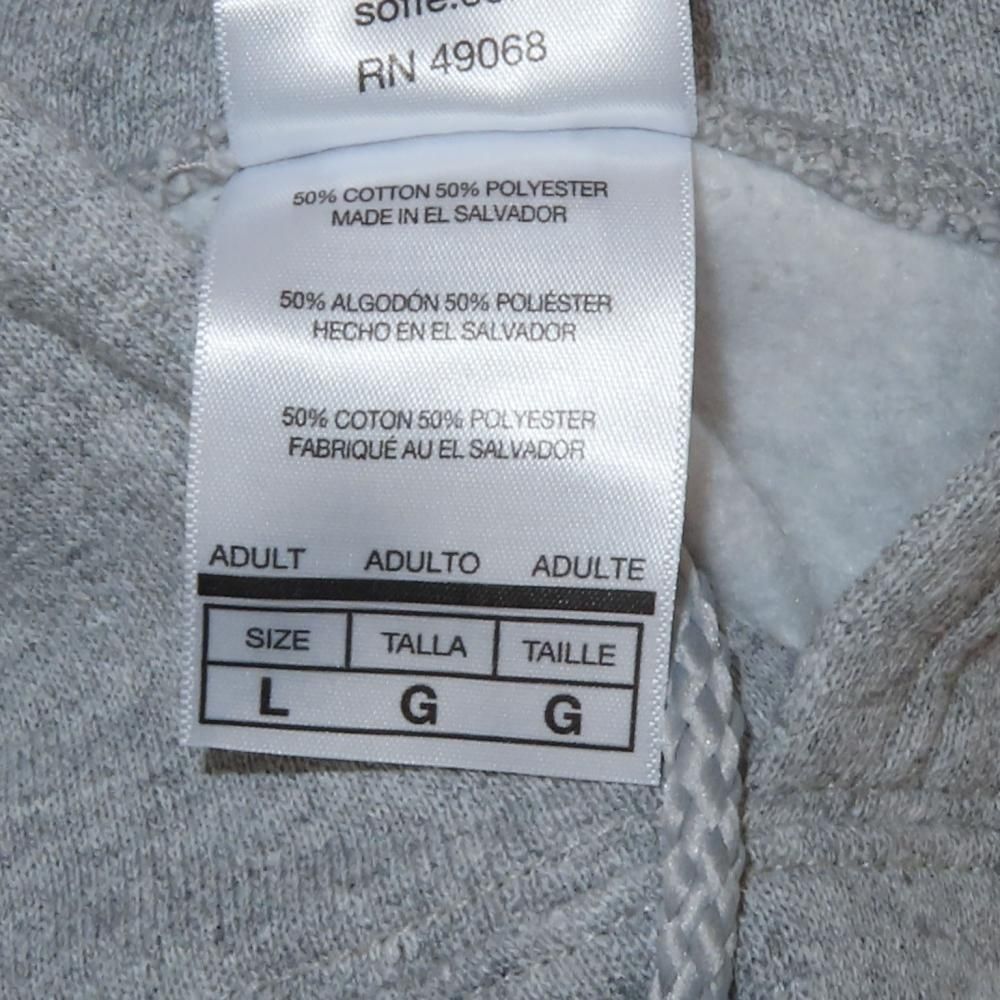 RN 49068
50% COTTON 50% POLYESTER
MADE IN EL SALVADOR
50% ALGODÓN 50% POLIÉSTER
HECHO EN EL SALVADOR
50% COTON 50% POLYESTER
FABRIQUÉ AU EL SALVADOR
ADULT ADULTO ADULTE
SIZE TALLA TAILLE
L G G